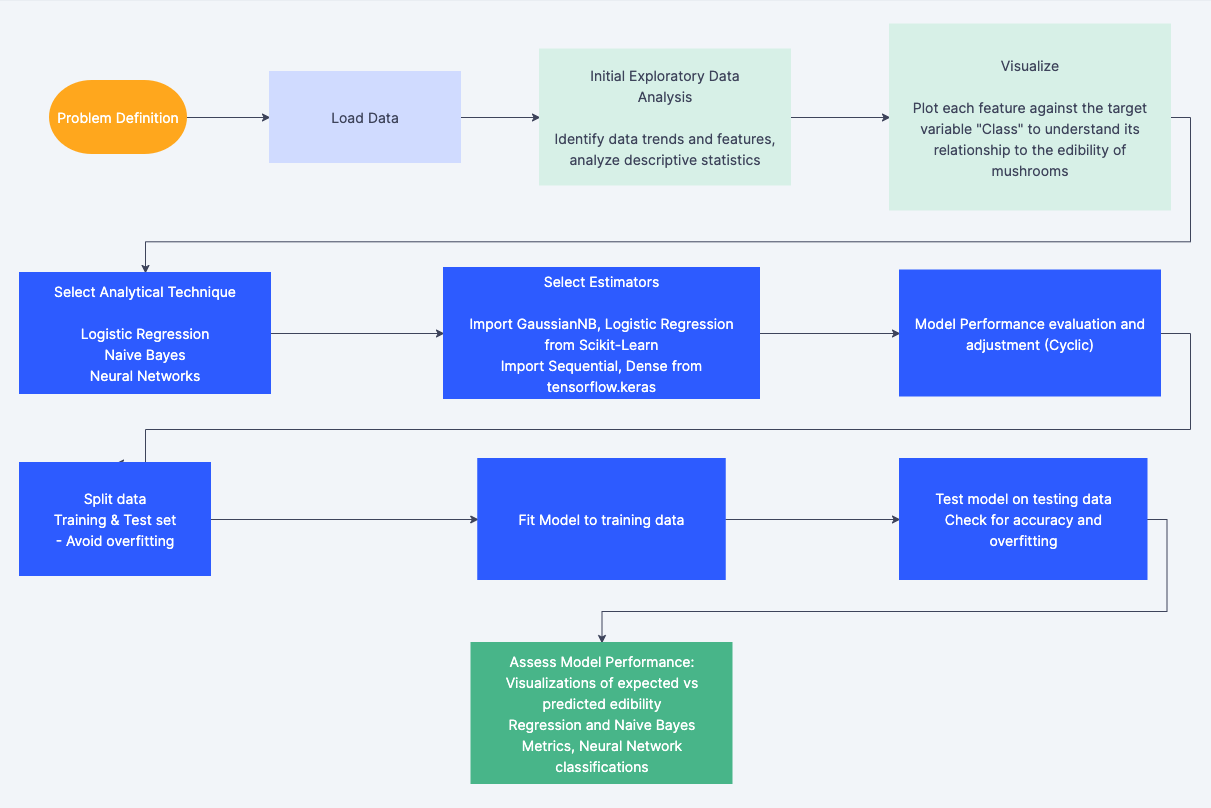 Problem Definition
Load Data
Initial Exploratory Data
Analysis
Identify data trends and features,
analyze descriptive statistics
Visualize
Plot each feature against the target
variable "Class" to understand its
relationship to the edibility of
mushrooms
Select Analytical Technique
Logistic Regression
Naive Bayes
Neural Networks
Select Estimators
Import GaussianNB, Logistic Regression
from Scikit-Learn
Import Sequential, Dense from
tensorflow.keras
Model Performance evaluation and
adjustment (Cyclic)
Split data
Training & Test set
- Avoid overfitting
Fit Model to training data
Test model on testing data
Check for accuracy and
overfitting
Assess Model Performance:
Visualizations of expected vs
predicted edibility
Regression and Naive Bayes
Metrics, Neural Network
classifications